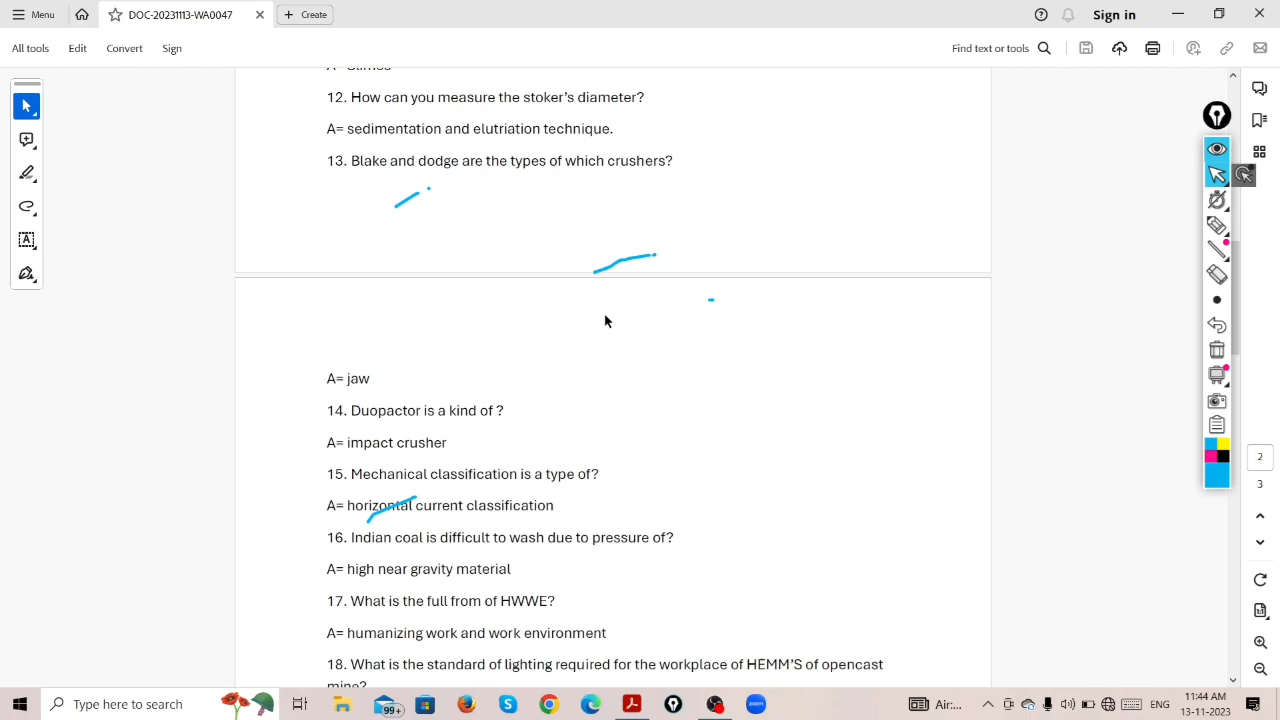 Menu
DOC-20231113-WA0047
+ Create
Sign in
All tools
Edit
Convert
Sign
Find text or tools
12. How can you measure the stoker's diameter?
A= sedimentation and elutriation technique.
13. Blake and dodge are the types of which crushers?
A= jaw
14. Duopactor is a kind of ?
A= impact crusher
15. Mechanical classification is a type of?
A= horizontal current classification
16. Indian coal is difficult to wash due to pressure of?
A= high near gravity material
17. What is the full from of HWWE?
A= humanizing work and work environment
18. What is the standard of lighting required for the workplace of HEMM'S of opencast
mine?
2
3
Type here to search
99+
zoom
Air...
ENG
11:44 AM
13-11-2023